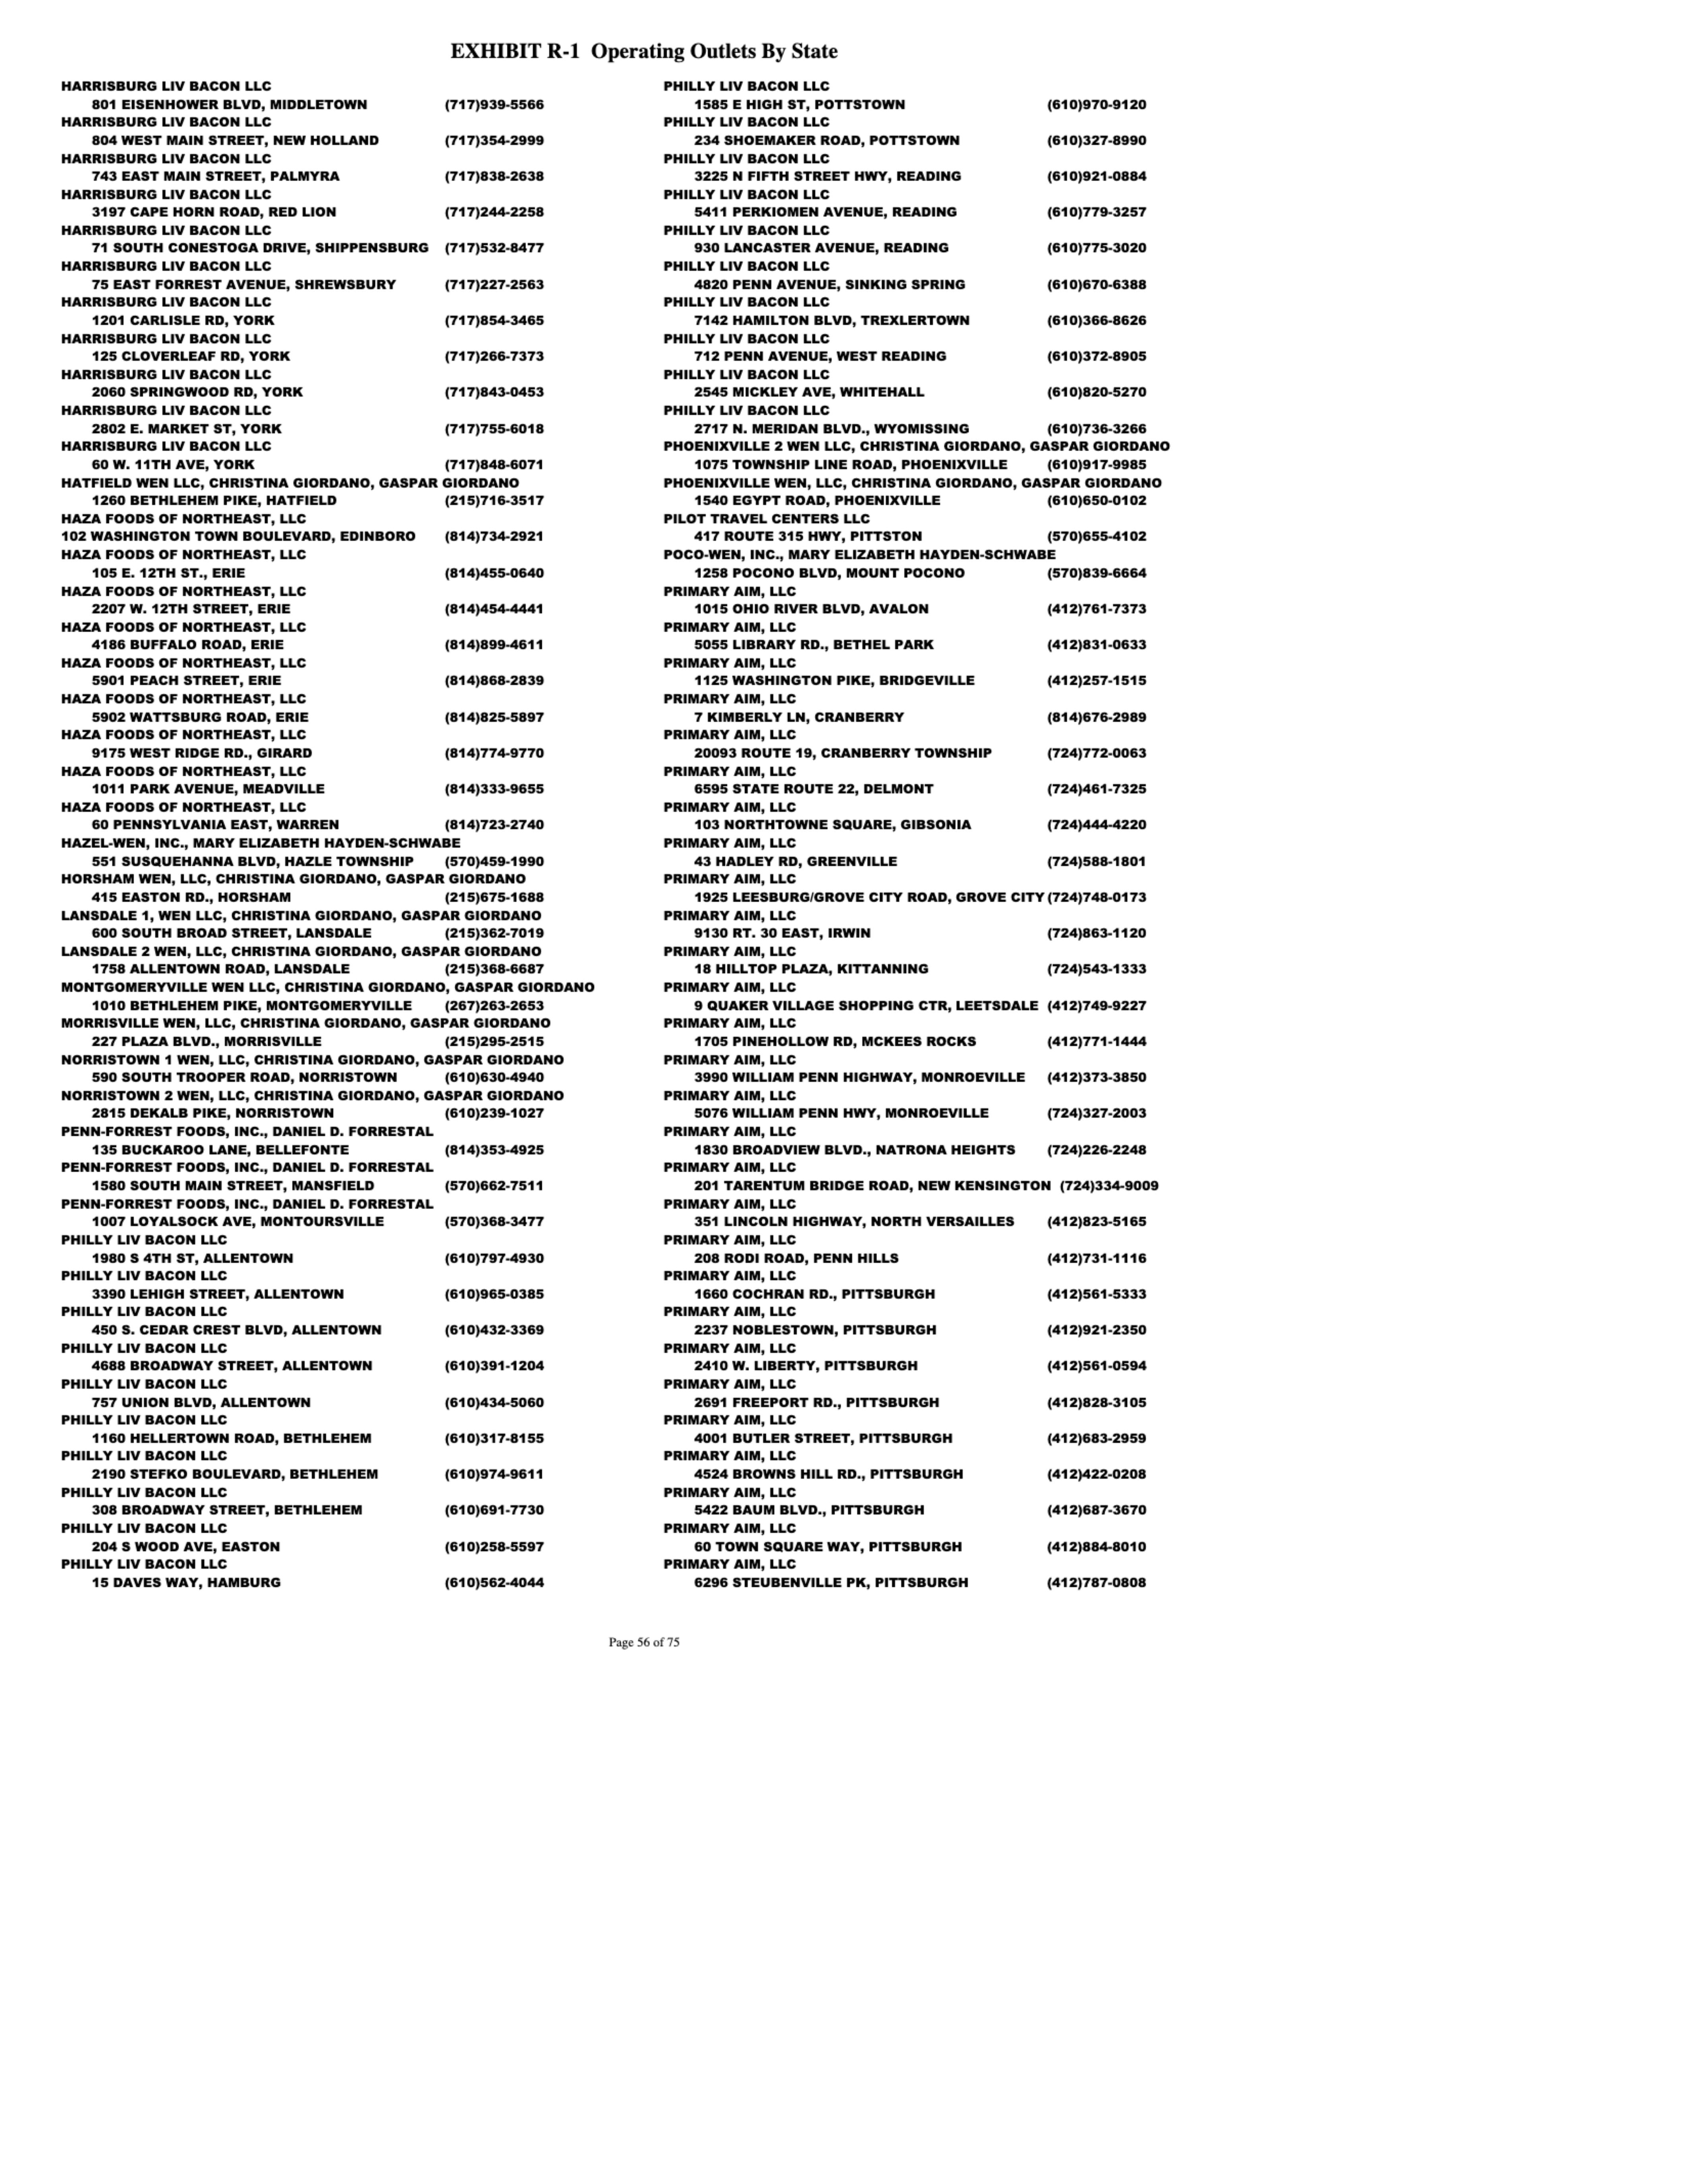 EXHIBIT R-1 Operating Outlets By State
HARRISBURG LIV BACON LLC
801 EISENHOWER BLVD, MIDDLETOWN (717)939-5566
HARRISBURG LIV BACON LLC
804 WEST MAIN STREET, NEW HOLLAND (717)354-2999
HARRISBURG LIV BACON LLC
743 EAST MAIN STREET, PALMYRA (717)838-2638
HARRISBURG LIV BACON LLC
3197 CAPE HORN ROAD, RED LION (717)244-2258
HARRISBURG LIV BACON LLC
71 SOUTH CONESTOGA DRIVE, SHIPPENSBURG (717)532-8477
HARRISBURG LIV BACON LLC
75 EAST FORREST AVENUE, SHREWSBURY (717)227-2563
HARRISBURG LIV BACON LLC
1201 CARLISLE RD, YORK (717)854-3465
HARRISBURG LIV BACON LLC
125 CLOVERLEAF RD, YORK (717)266-7373
HARRISBURG LIV BACON LLC
2060 SPRINGWOOD RD, YORK (717)843-0453
HARRISBURG LIV BACON LLC
2802 E. MARKET ST, YORK (717)755-6018
HARRISBURG LIV BACON LLC
60 W. 11TH AVE, YORK (717)848-6071
HATFIELD WEN LLC, CHRISTINA GIORDANO, GASPAR GIORDANO
1260 BETHLEHEM PIKE, HATFIELD (215)716-3517
HAZA FOODS OF NORTHEAST, LLC
102 WASHINGTON TOWN BOULEVARD, EDINBORO (814)734-2921
HAZA FOODS OF NORTHEAST, LLC
105 E. 12TH ST., ERIE (814)455-0640
HAZA FOODS OF NORTHEAST, LLC
2207 W. 12TH STREET, ERIE (814)454-4441
HAZA FOODS OF NORTHEAST, LLC
4186 BUFFALO ROAD, ERIE (814)899-4611
HAZA FOODS OF NORTHEAST, LLC
5901 PEACH STREET, ERIE (814)868-2839
HAZA FOODS OF NORTHEAST, LLC
5902 WATTSBURG ROAD, ERIE (814)825-5897
HAZA FOODS OF NORTHEAST, LLC
9175 WEST RIDGE RD., GIRARD (814)774-9770
HAZA FOODS OF NORTHEAST, LLC
1011 PARK AVENUE, MEADVILLE (814)333-9655
HAZA FOODS OF NORTHEAST, LLC
60 PENNSYLVANIA EAST, WARREN (814)723-2740
HAZEL-WEN, INC., MARY ELIZABETH HAYDEN-SCHWABE
551 SUSQUEHANNA BLVD, HAZLE TOWNSHIP (570)459-1990
HORSHAM WEN, LLC, CHRISTINA GIORDANO, GASPAR GIORDANO
415 EASTON RD., HORSHAM (215)675-1688
LANSDALE 1, WEN LLC, CHRISTINA GIORDANO, GASPAR GIORDANO
600 SOUTH BROAD STREET, LANSDALE (215)362-7019
LANSDALE 2 WEN, LLC, CHRISTINA GIORDANO, GASPAR GIORDANO
1758 ALLENTOWN ROAD, LANSDALE (215)368-6687
MONTGOMERYVILLE WEN LLC, CHRISTINA GIORDANO, GASPAR GIORDANO
1010 BETHLEHEM PIKE, MONTGOMERYVILLE (267)263-2653
MORRISVILLE WEN, LLC, CHRISTINA GIORDANO, GASPAR GIORDANO
227 PLAZA BLVD., MORRISVILLE (215)295-2515
NORRISTOWN 1 WEN, LLC, CHRISTINA GIORDANO, GASPAR GIORDANO
590 SOUTH TROOPER ROAD, NORRISTOWN (610)630-4940
NORRISTOWN 2 WEN, LLC, CHRISTINA GIORDANO, GASPAR GIORDANO
2815 DEKALB PIKE, NORRISTOWN (610)239-1027
PENN-FORREST FOODS, INC., DANIEL D. FORRESTAL
135 BUCKAROO LANE, BELLEFONTE (814)353-4925
PENN-FORREST FOODS, INC., DANIEL D. FORRESTAL
1580 SOUTH MAIN STREET, MANSFIELD (570)662-7511
PENN-FORREST FOODS, INC., DANIEL D. FORRESTAL
1007 LOYALSOCK AVE, MONTOURSVILLE (570)368-3477
PHILLY LIV BACON LLC
1980 S 4TH ST, ALLENTOWN (610)797-4930
PHILLY LIV BACON LLC
3390 LEHIGH STREET, ALLENTOWN (610)965-0385
PHILLY LIV BACON LLC
450 S. CEDAR CREST BLVD, ALLENTOWN (610)432-3369
PHILLY LIV BACON LLC
4688 BROADWAY STREET, ALLENTOWN (610)391-1204
PHILLY LIV BACON LLC
757 UNION BLVD, ALLENTOWN (610)434-5060
PHILLY LIV BACON LLC
1160 HELLERTOWN ROAD, BETHLEHEM (610)317-8155
PHILLY LIV BACON LLC
2190 STEFKO BOULEVARD, BETHLEHEM (610)974-9611
PHILLY LIV BACON LLC
308 BROADWAY STREET, BETHLEHEM (610)691-7730
PHILLY LIV BACON LLC
204 S WOOD AVE, EASTON (610)258-5597
PHILLY LIV BACON LLC
15 DAVES WAY, HAMBURG (610)562-4044
PHILLY LIV BACON LLC
1585 E HIGH ST, POTTSTOWN (610)970-9120
PHILLY LIV BACON LLC
234 SHOEMAKER ROAD, POTTSTOWN (610)327-8990
PHILLY LIV BACON LLC
3225 N FIFTH STREET HWY, READING (610)921-0884
PHILLY LIV BACON LLC
5411 PERKIOMEN AVENUE, READING (610)779-3257
PHILLY LIV BACON LLC
930 LANCASTER AVENUE, READING (610)775-3020
PHILLY LIV BACON LLC
4820 PENN AVENUE, SINKING SPRING (610)670-6388
PHILLY LIV BACON LLC
7142 HAMILTON BLVD, TREXLERTOWN (610)366-8626
PHILLY LIV BACON LLC
712 PENN AVENUE, WEST READING (610)372-8905
PHILLY LIV BACON LLC
2545 MICKLEY AVE, WHITEHALL (610)820-5270
PHILLY LIV BACON LLC
2717 N. MERIDAN BLVD., WYOMISSING (610)736-3266
PHOENIXVILLE 2 WEN LLC, CHRISTINA GIORDANO, GASPAR GIORDANO
1075 TOWNSHIP LINE ROAD, PHOENIXVILLE (610)917-9985
PHOENIXVILLE WEN, LLC, CHRISTINA GIORDANO, GASPAR GIORDANO
1540 EGYPT ROAD, PHOENIXVILLE (610)650-0102
PILOT TRAVEL CENTERS LLC
417 ROUTE 315 HWY, PITTSTON (570)655-4102
POCO-WEN, INC., MARY ELIZABETH HAYDEN-SCHWABE
1258 POCONO BLVD, MOUNT POCONO (570)839-6664
PRIMARY AIM, LLC
1015 OHIO RIVER BLVD, AVALON (412)761-7373
PRIMARY AIM, LLC
5055 LIBRARY RD., BETHEL PARK (412)831-0633
PRIMARY AIM, LLC
1125 WASHINGTON PIKE, BRIDGEVILLE (412)257-1515
PRIMARY AIM, LLC
7 KIMBERLY LN, CRANBERRY (814)676-2989
PRIMARY AIM, LLC
20093 ROUTE 19, CRANBERRY TOWNSHIP (724)772-0063
PRIMARY AIM, LLC
6595 STATE ROUTE 22, DELMONT (724)461-7325
PRIMARY AIM, LLC
103 NORTHTOWNE SQUARE, GIBSONIA (724)444-4220
PRIMARY AIM, LLC
43 HADLEY RD, GREENVILLE (724)588-1801
PRIMARY AIM, LLC
1925 LEESBURG/GROVE CITY ROAD, GROVE CITY (724)748-0173
PRIMARY AIM, LLC
9130 RT. 30 EAST, IRWIN (724)863-1120
PRIMARY AIM, LLC
18 HILLTOP PLAZA, KITTANNING (724)543-1333
PRIMARY AIM, LLC
9 QUAKER VILLAGE SHOPPING CTR, LEETSDALE (412)749-9227
PRIMARY AIM, LLC
1705 PINEHOLLOW RD, MCKEES ROCKS (412)771-1444
PRIMARY AIM, LLC
3990 WILLIAM PENN HIGHWAY, MONROEVILLE (412)373-3850
PRIMARY AIM, LLC
5076 WILLIAM PENN HWY, MONROEVILLE (724)327-2003
PRIMARY AIM, LLC
1830 BROADVIEW BLVD., NATRONA HEIGHTS (724)226-2248
PRIMARY AIM, LLC
201 TARENTUM BRIDGE ROAD, NEW KENSINGTON (724)334-9009
PRIMARY AIM, LLC
351 LINCOLN HIGHWAY, NORTH VERSAILLES (412)823-5165
PRIMARY AIM, LLC
208 RODI ROAD, PENN HILLS (412)731-1116
PRIMARY AIM, LLC
1660 COCHRAN RD., PITTSBURGH (412)561-5333
PRIMARY AIM, LLC
2237 NOBLESTOWN, PITTSBURGH (412)921-2350
PRIMARY AIM, LLC
2410 W. LIBERTY, PITTSBURGH (412)561-0594
PRIMARY AIM, LLC
2691 FREEPORT RD., PITTSBURGH (412)828-3105
PRIMARY AIM, LLC
4001 BUTLER STREET, PITTSBURGH (412)683-2959
PRIMARY AIM, LLC
4524 BROWNS HILL RD., PITTSBURGH (412)422-0208
PRIMARY AIM, LLC
5422 BAUM BLVD., PITTSBURGH (412)687-3670
PRIMARY AIM, LLC
60 TOWN SQUARE WAY, PITTSBURGH (412)884-8010
PRIMARY AIM, LLC
6296 STEUBENVILLE PK, PITTSBURGH (412)787-0808
Page 56 of 75